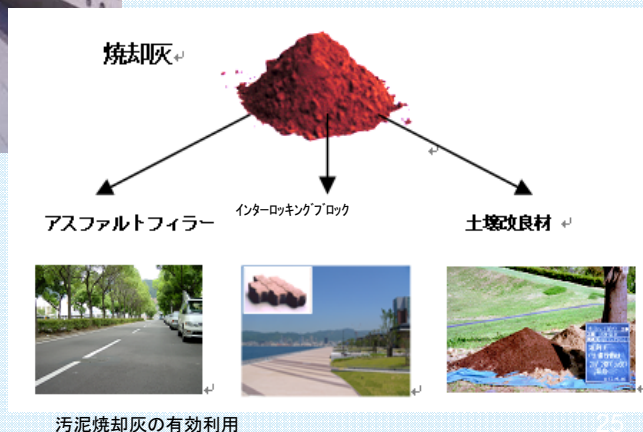 焼却灰
アスファルトフィラー
インターロッキングブロック
土壌改良材
汚泥焼却灰の有効利用
25